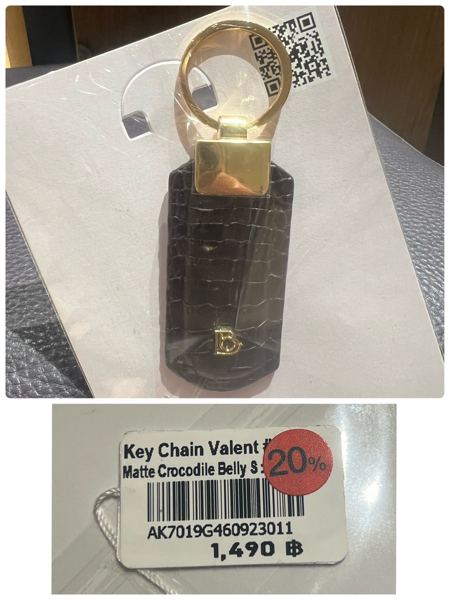 b
Key Chain Valent #
20%
Matte Crocodile Belly S:
AK7019G460923011
1,490 ฿